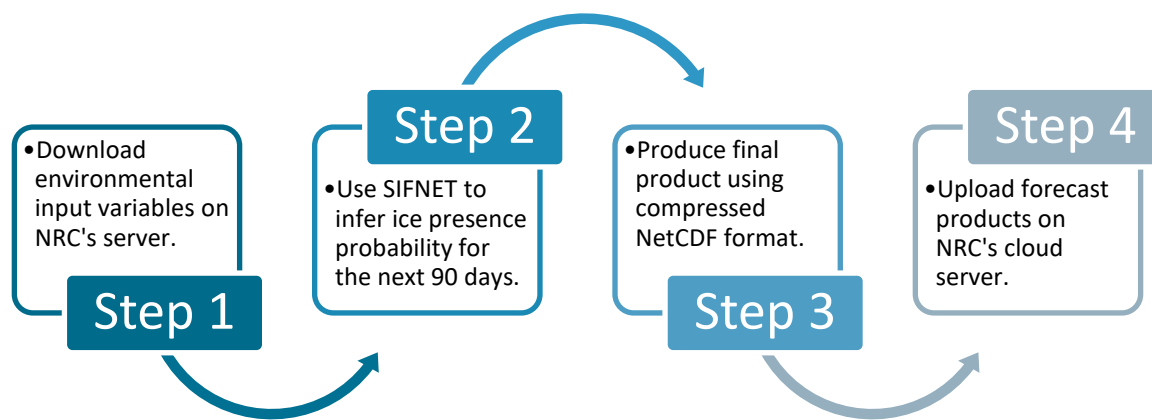 •Download
environmental
input variables on
NRC's server.
Step 1
Step 2
•Use SIFNET to
infer ice presence
probability for
the next 90 days.
•Produce final
product using
compressed
NetCDF format.
Step 3
Step 4
•Upload forecast
products on
NRC's cloud
server.